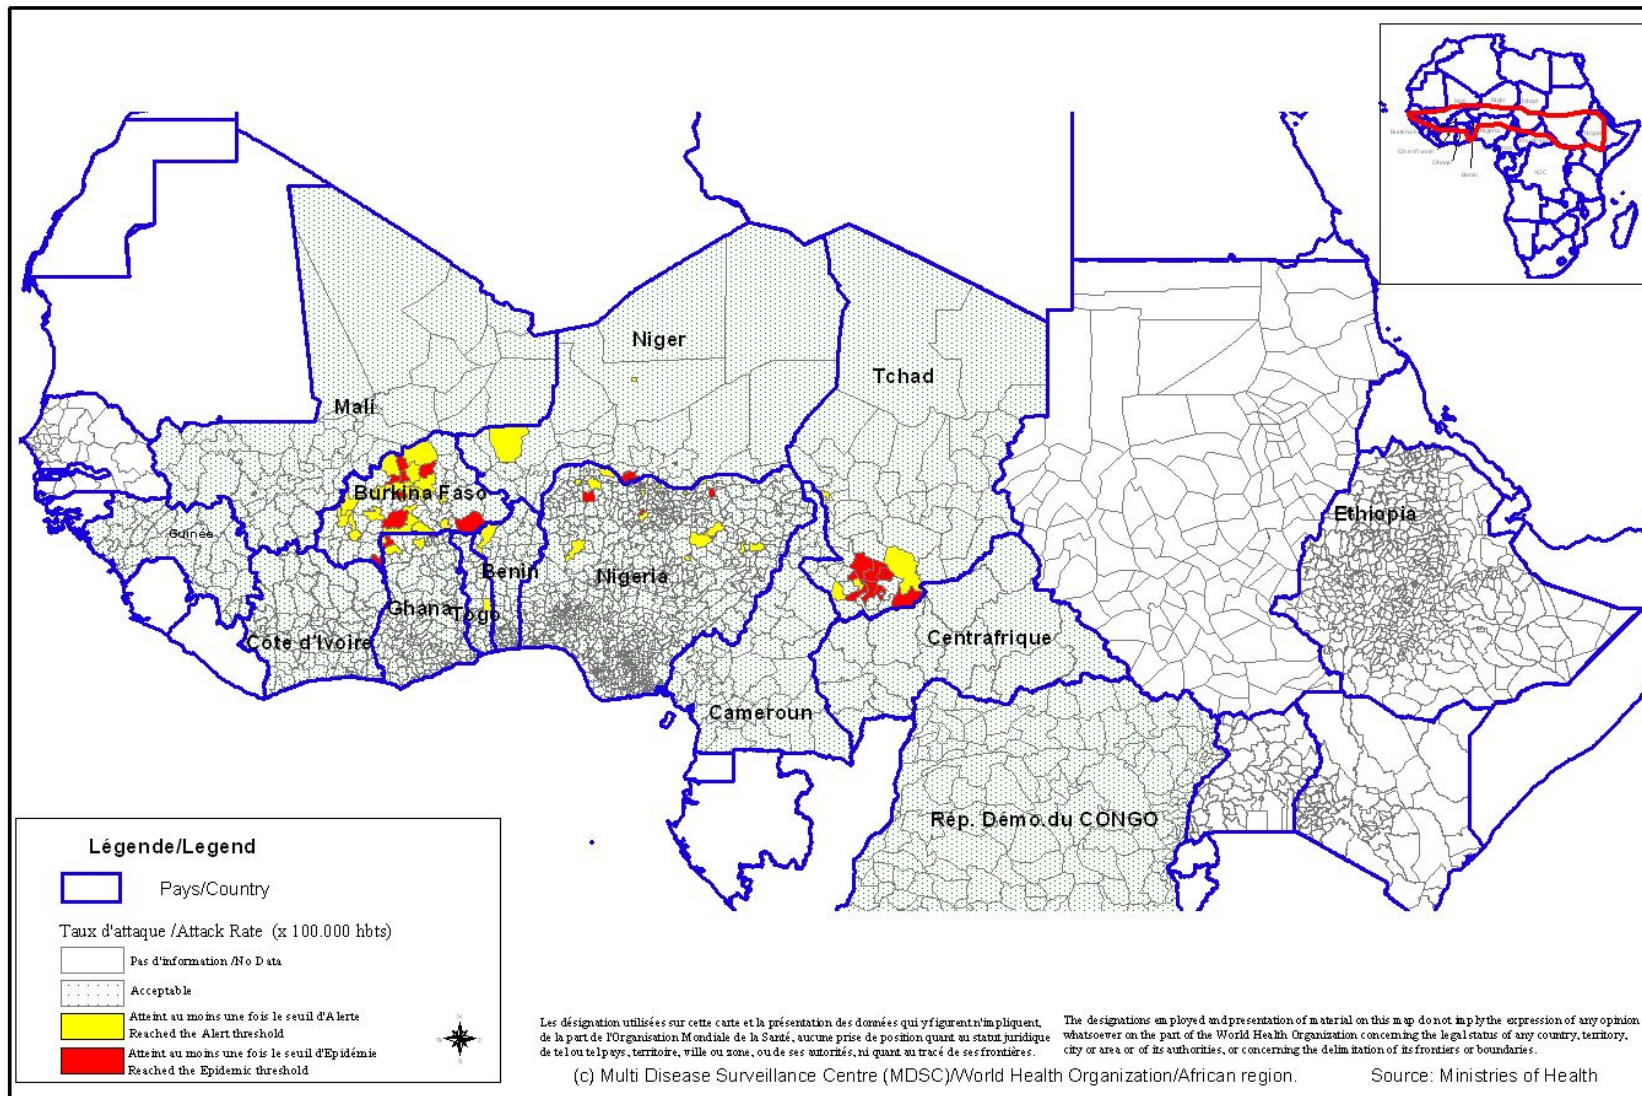 Mali
Niger
Tchad
Ghana
Benin
RDC
Niger
Tchad
Mali
Burkina Faso
Ethiopia
Guinée
Benin
Nigeria
Ghana
Togo
Côte d'Ivoire
Centrafrique
Cameroun
Rép. Démo.du CONGO
Légende/Legend
Pays/Country
Taux d'attaque /Attack Rate (x 100.000 hbts)
Pas d'information /No Data
Acceptable
Atteint au moins une fois le seuil d'Alerte
Reached the Alert threshold
Atteint au moins une fois le seuil d'Epidémie
Reached the Epidemic threshold
Les désignation utilisées sur cette carte et la présentation des données qui y figurent n'impliquent,
de la part de l'Organisation Mondiale de la Santé, aucune prise de position quant au statut juridique
de tel ou tel pays, territoire, ville ou zone, ou de ses autorités, ni quant au tracé de ses frontières.
The designations employed and presentation of material on this map do not imply the expression of any opinion
whatsoever on the part of the World Health Organization concerning the legal status of any country, territory,
city or area or of its authorities, or concerning the delimitation of its frontiers or boundaries.
(c) Multi Disease Surveillance Centre (MDSC)/World Health Organization/African region.
Source: Ministries of Health